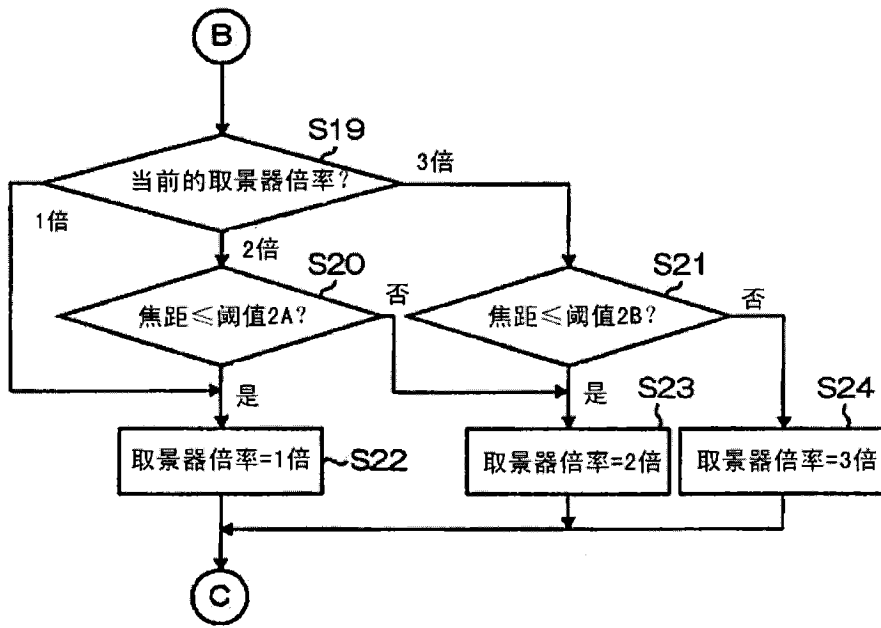 B
S19
当前的取景器倍率?
3倍
1倍
2倍
S20
S21
焦距≤阈值2A?
否
焦距≤阈值2B?
否
是
是
S23
S24
取景器倍率=1倍
S22
取景器倍率=2倍
取景器倍率=3倍
C